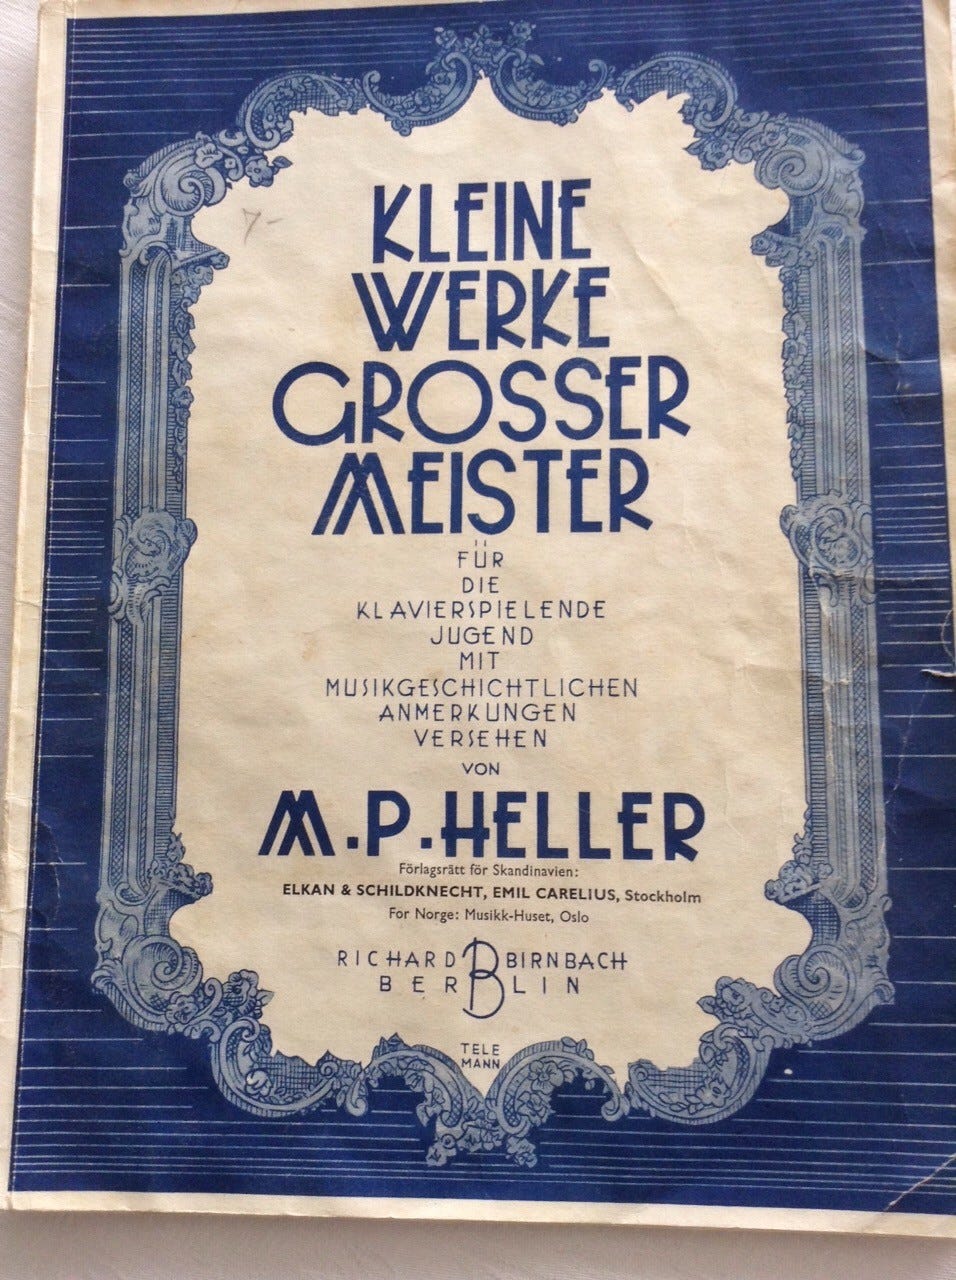 7-
KLEINE
WERKE
GROSSER
MEISTER
FÜR
DIE
KLAVIERSPIELENDE
JUGEND
MIT
MUSIKGESCHICHTLICHEN
ANMERKUNGEN
VERSEHEN
VON
M.P.HELLER
Förlagsrätt för Skandinavien:
ELKAN & SCHILDKNECHT, EMIL CARELIUS, Stockholm
For Norge: Musikk-Huset, Oslo
RICHARD B BIRNBACH
BERLIN
TELE
MANN